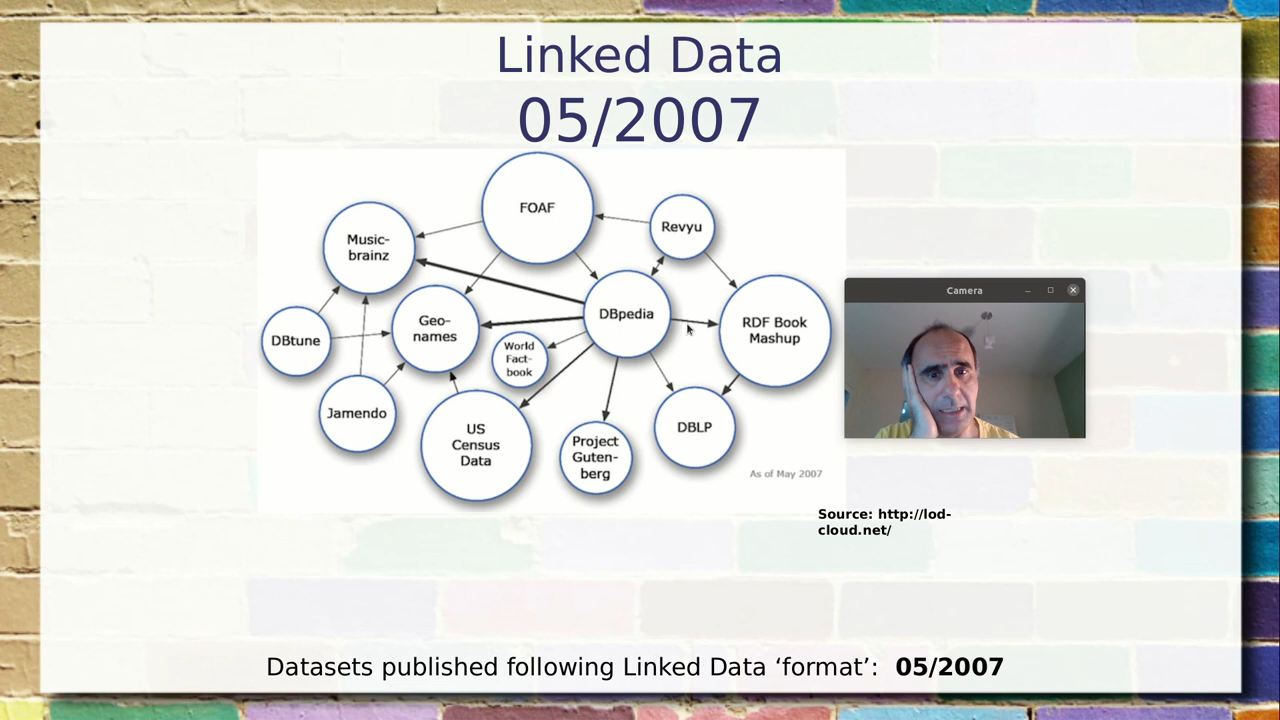 Linked Data
05/2007
FOAF
Revyu
Music-
brainz
DBpedia
Geo-
names
RDF Book
Mashup
DBtune
World
Fact-
book
Jamendo
US
Census
Data
Project
Guten-
berg
DBLP
As of May 2007
Camera
Source: http://lod-
cloud.net/
Datasets published following Linked Data ‘format’: 05/2007